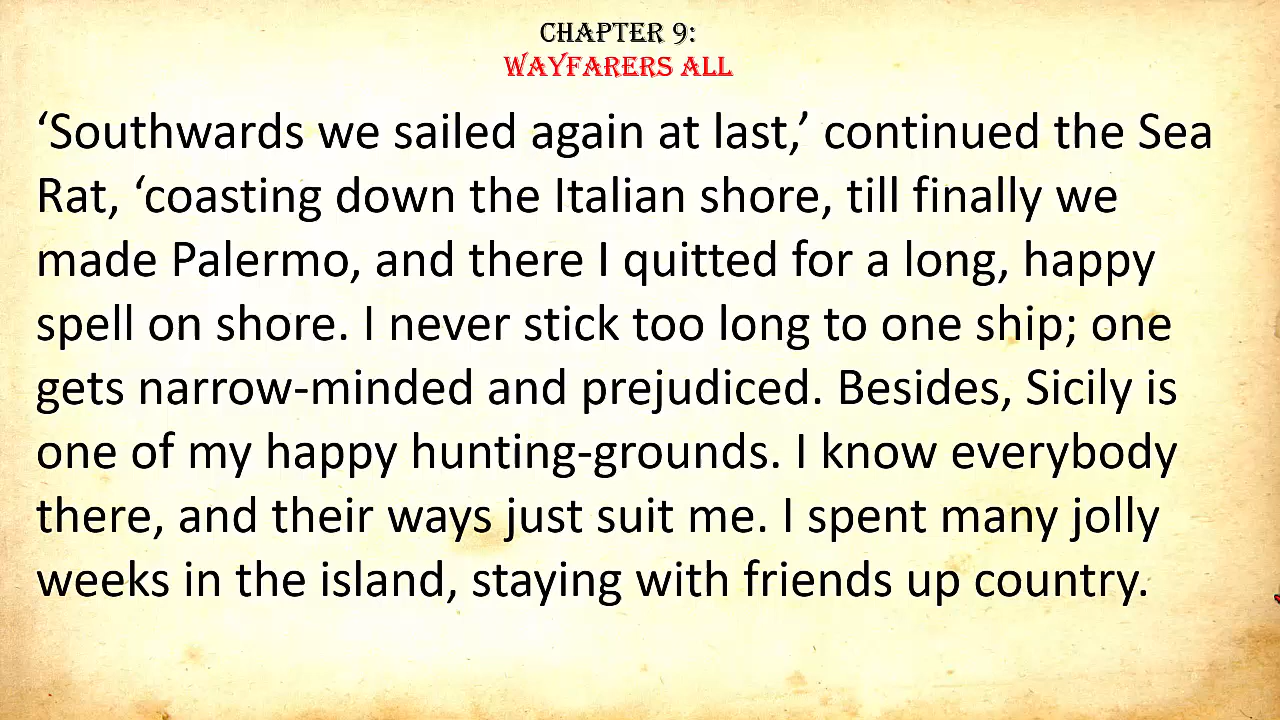 CHAPTER 9:
WAYFARERS ALL
‘Southwards we sailed again at last,’ continued the Sea
Rat, ‘coasting down the Italian shore, till finally we
made Palermo, and there I quitted for a long, happy
spell on shore. I never stick too long to one ship; one
gets narrow-minded and prejudiced. Besides, Sicily is
one of my happy hunting-grounds. I know everybody
there, and their ways just suit me. I spent many jolly
weeks in the island, staying with friends up country.